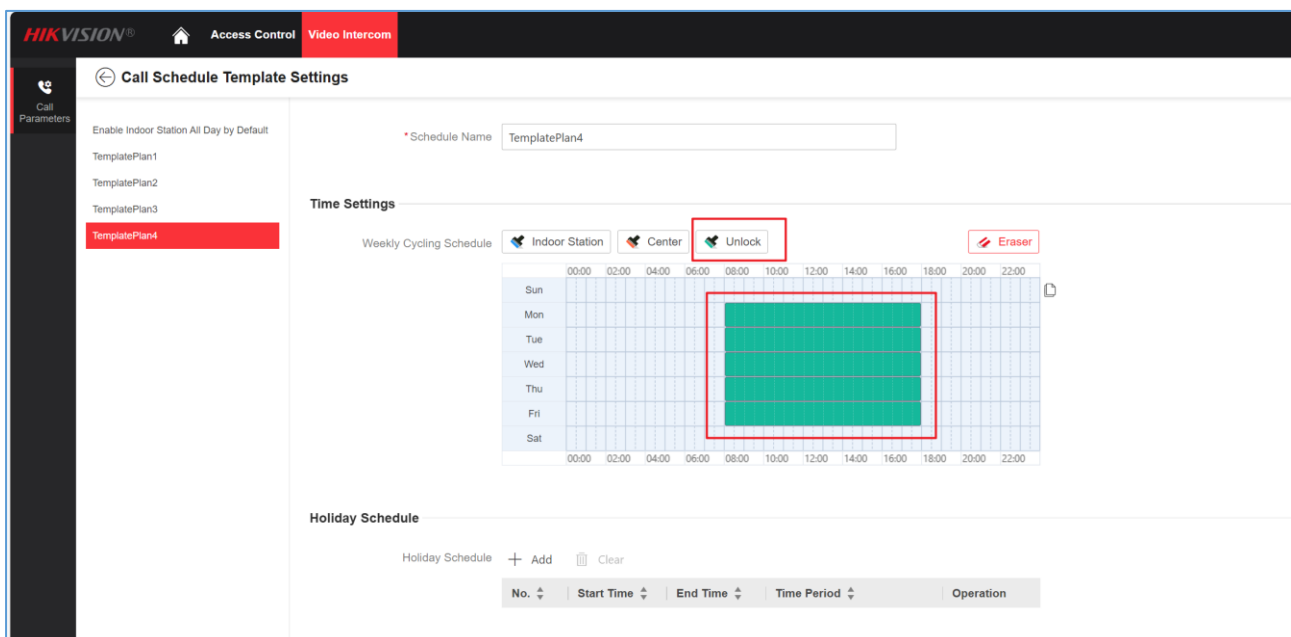 HIKVISION® Access Control Video Intercom
Call Parameters
Call Schedule Template Settings
Enable Indoor Station All Day by Default
TemplatePlan1
TemplatePlan2
TemplatePlan3
TemplatePlan4
*Schedule Name TemplatePlan4
Time Settings
Weekly Cycling Schedule Indoor Station Center Unlock Eraser
00:00 02:00 04:00 06:00 08:00 10:00 12:00 14:00 16:00 18:00 20:00 22:00
Sun
Mon
Tue
Wed
Thu
Fri
Sat
00:00 02:00 04:00 06:00 08:00 10:00 12:00 14:00 16:00 18:00 20:00 22:00
Holiday Schedule
Holiday Schedule + Add Clear
No. Start Time End Time Time Period Operation